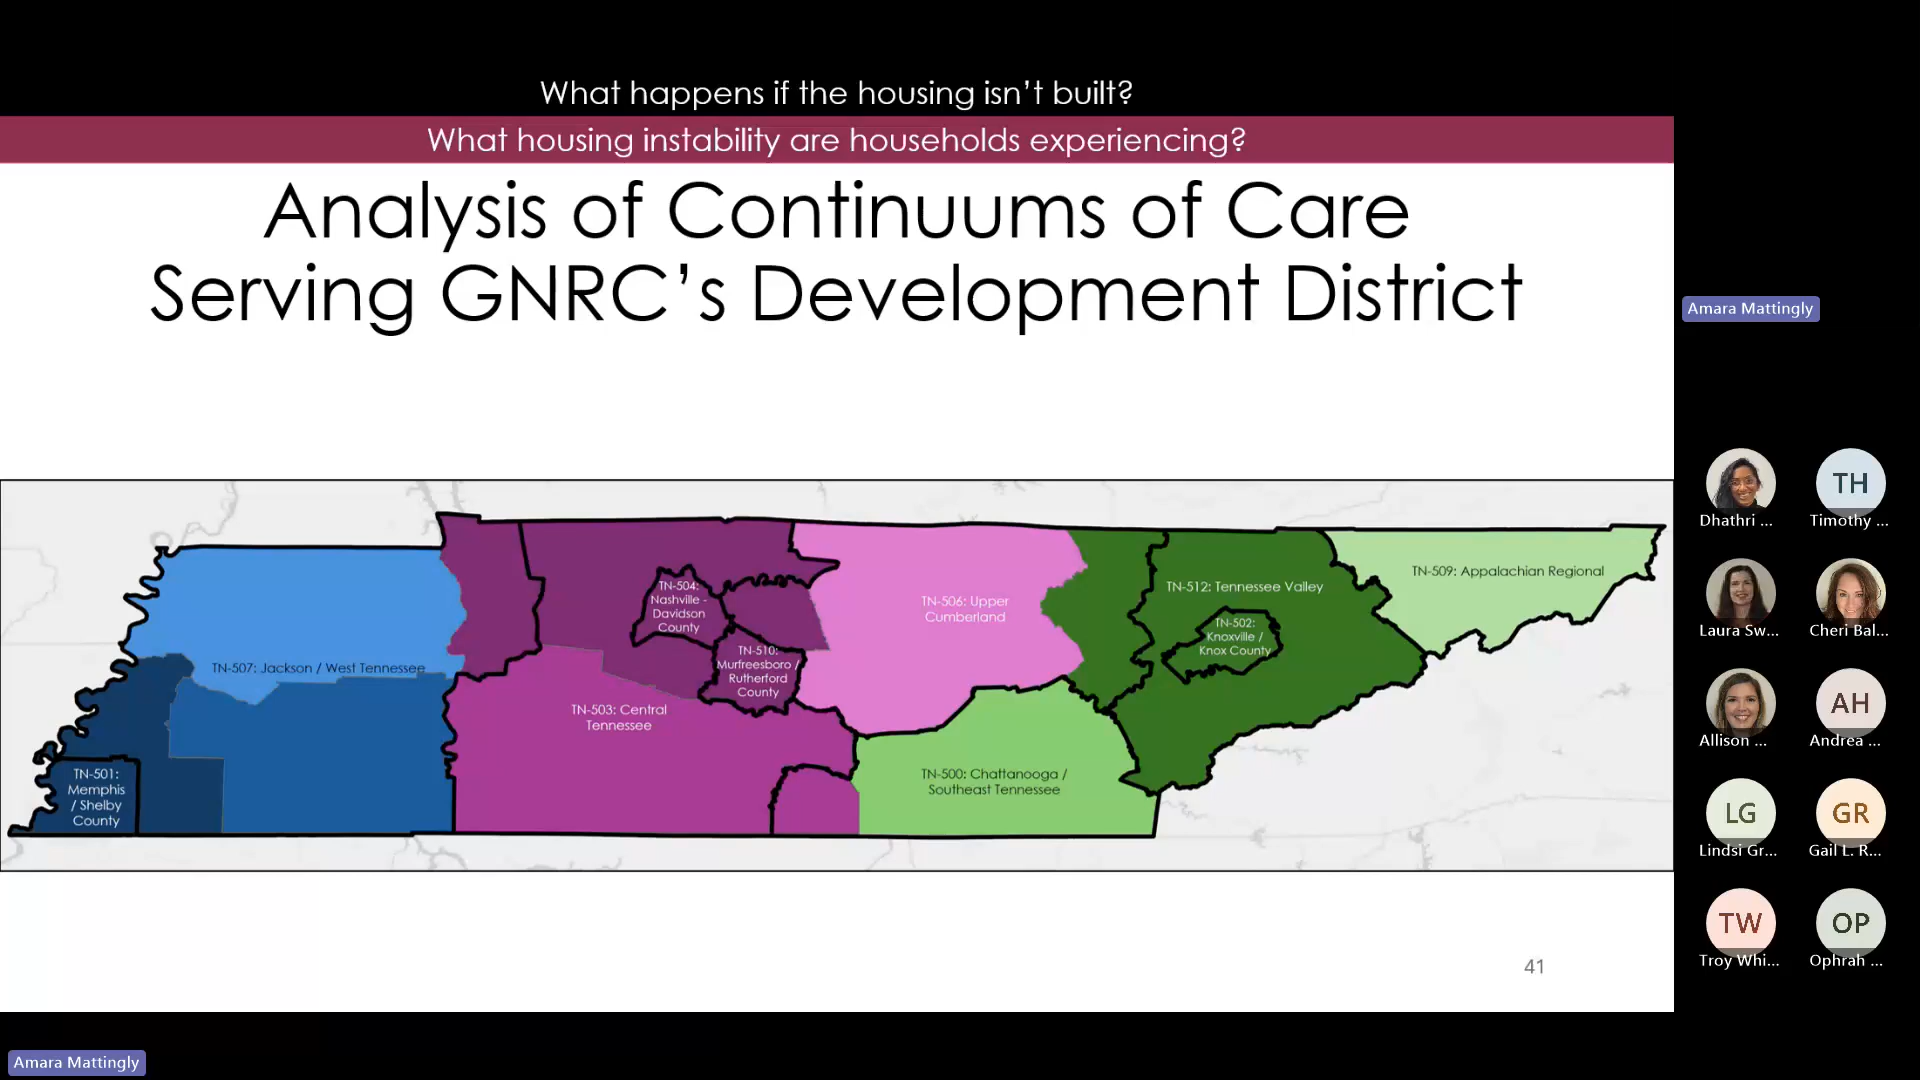 What happens if the housing isn't built?
What housing instability are households experiencing?
Analysis of Continuums of Care
Serving GNRC's Development District
TN-504:
Nashville -
Davidson
County
TN-510:
Murfreesboro /
Rutherford
County
TN-506: Upper
Cumberland
TN-512: Tennessee Valley
TN-502:
Knoxville /
Knox County
TN-509: Appalachian Regional
TN-507: Jackson / West Tennessee
TN-503: Central
Tennessee
TN-501:
Memphis
/ Shelby
County
TN-500: Chattanooga /
Southeast Tennessee
41
Amara Mattingly
Amara Mattingly
TH
Dhathri ...
Timothy ...
Laura Sw...
Cheri Bal...
AH
Allison ...
Andrea ...
LG
GR
Lindsi Gr...
Gail L. R...
TW
OP
Troy Whi...
Ophrah ...